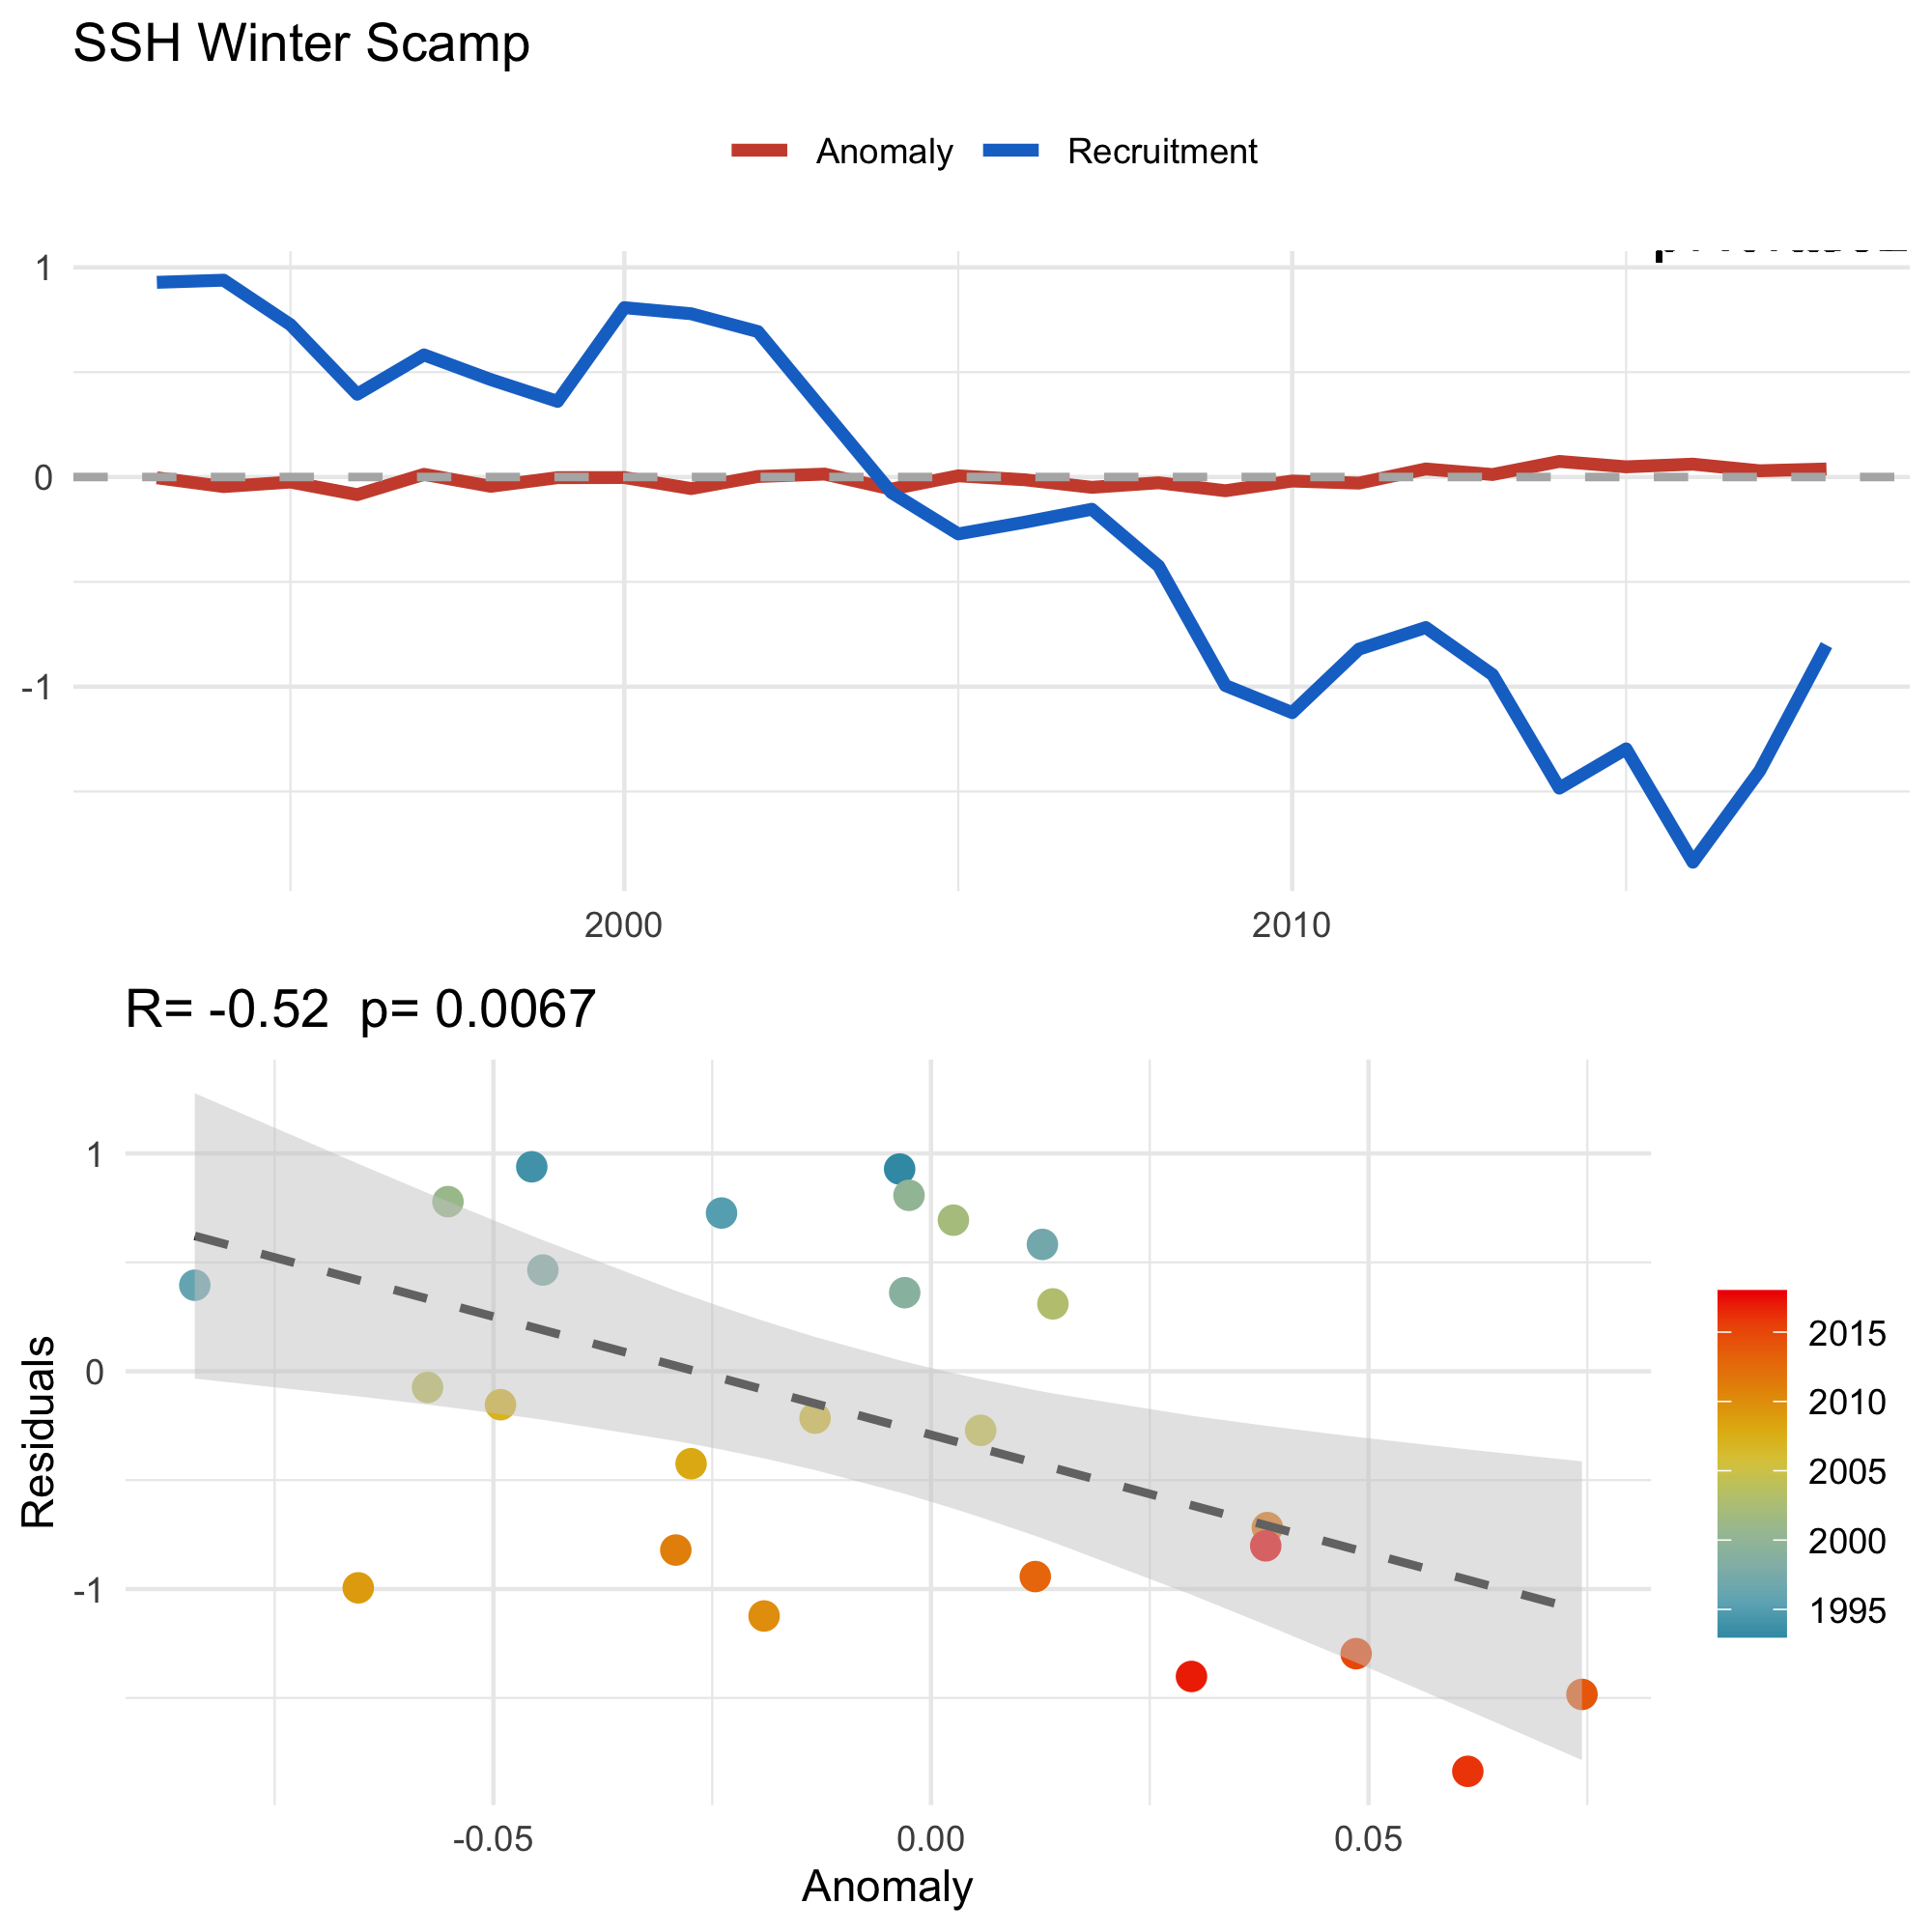 SSH Winter Scamp
Anomaly Recruitment
1
0
-1
2000 2010
R= -0.52 p= 0.0067
Residuals
1
0
-1
-0.05 0.00 0.05
Anomaly
2015
2010
2005
2000
1995